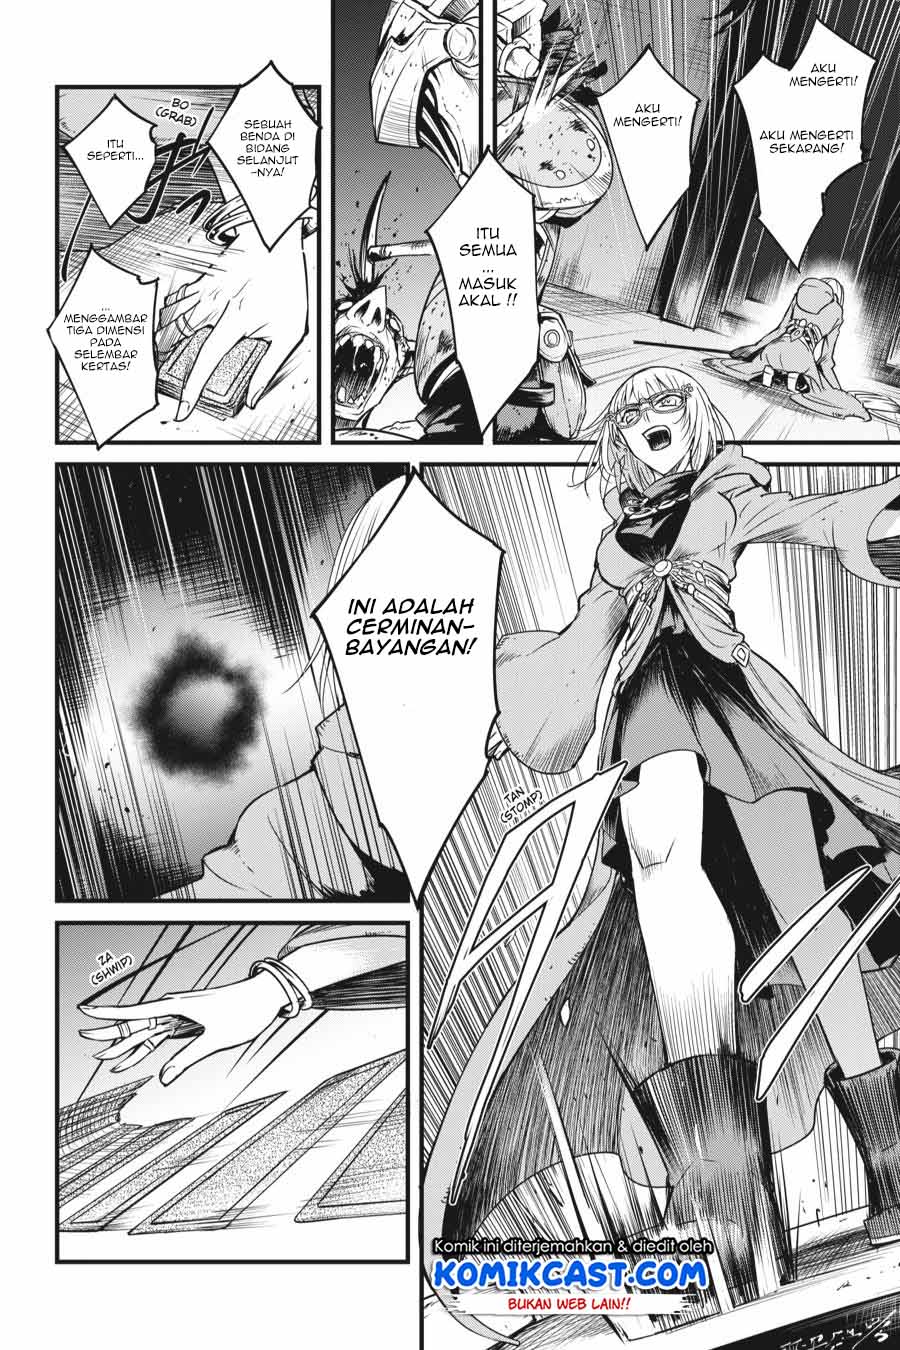 AKU
MENGERTI!
AKU MENGERTI
SEKARANG!
AKU
MENGERTI!
ITU
SEMUA
...
MASUK
AKAL !!
SEBUAH
BENDA DI
BIDANG
SELANJUT
-NYA!
BO
(GRAB)
ITU
SEPERTI...
...
MENGGAMBAR
TIGA DIMENSI
PADA
SELEMBAR
KERTAS!
INI ADALAH
CERMINAN-
BAYANGAN!
TAN
(STOMP)
ZA
(SHWIP)
Komik ini diterjemahkan & diedit oleh
KOMIKCAST.COM
BUKAN WEB LAIN!!